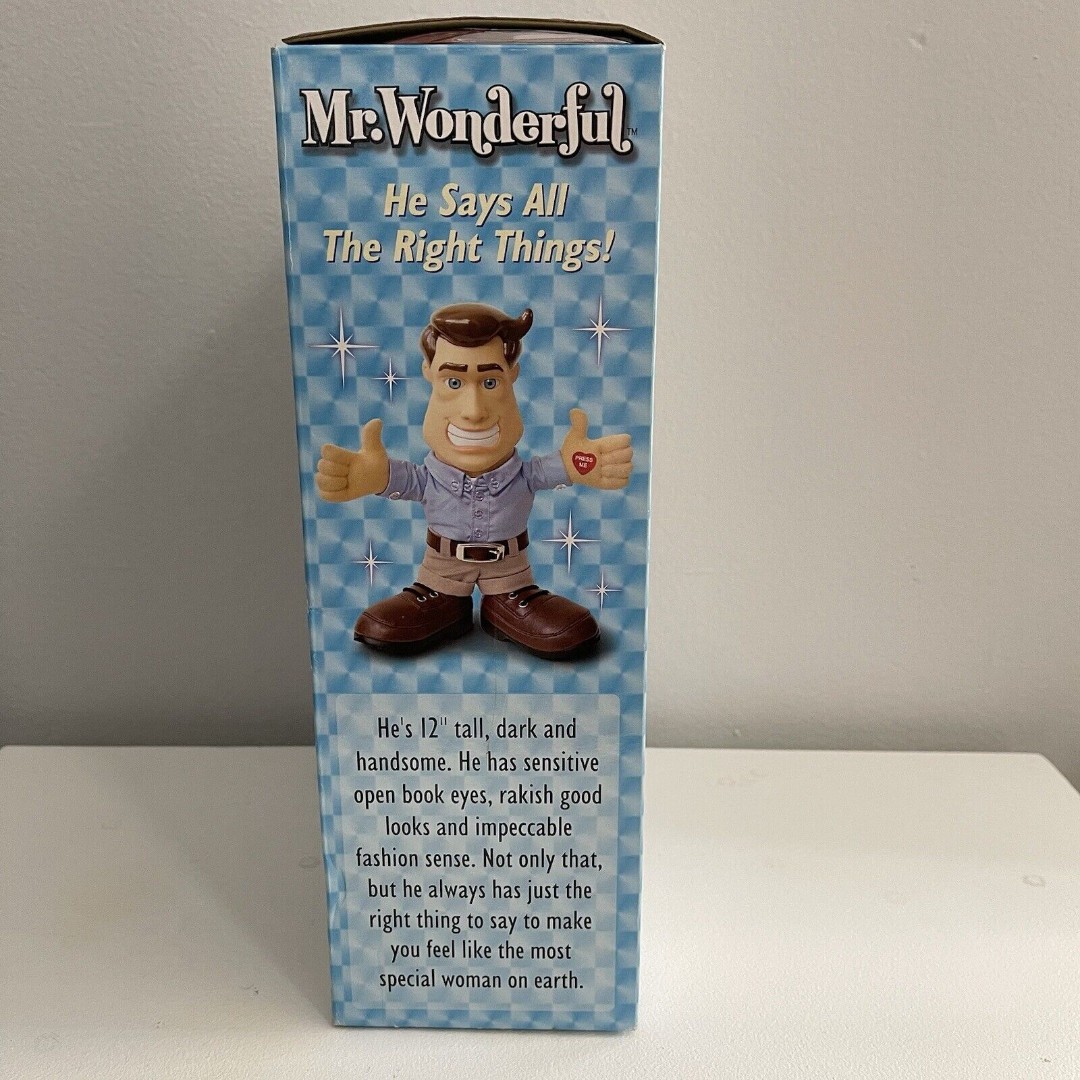 Mr. Wonderful™
He Says All
The Right Things!
PRESS
ME
He's 12" tall, dark and
handsome. He has sensitive
open book eyes, rakish good
looks and impeccable
fashion sense. Not only that,
but he always has just the
right thing to say to make
you feel like the most
special woman on earth.